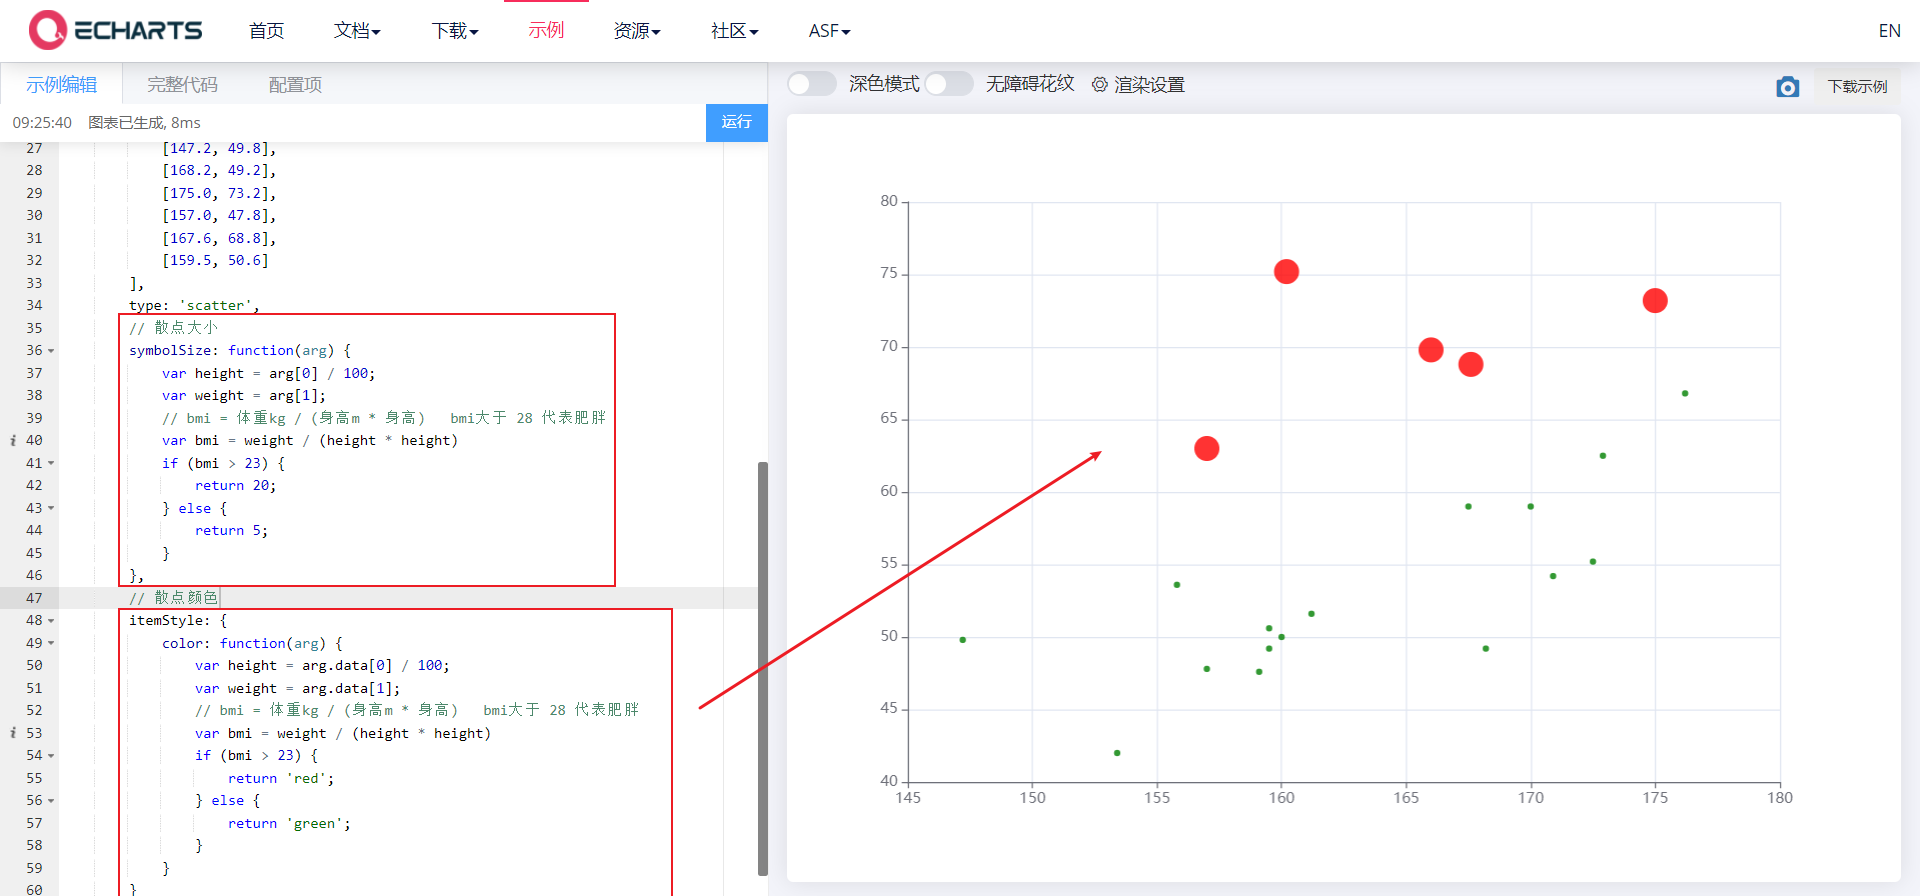 ECHARTS 首页 文档 下载 示例 资源 社区 ASF EN
示例编辑 完整代码 配置项
深色模式 无障碍花纹 渲染设置 下载示例
09:25:40 图表已生成, 8ms 运行
27 [147.2, 49.8],
28 [168.2, 49.2],
29 [175.0, 73.2],
30 [157.0, 47.8],
31 [167.6, 68.8],
32 [159.5, 50.6]
33 ],
34 type: 'scatter',
35 // 散点大小
36 symbolSize: function(arg) {
37 var height = arg[0] / 100;
38 var weight = arg[1];
39 // bmi = 体重kg / (身高m * 身高) bmi大于 28 代表肥胖
i 40 var bmi = weight / (height * height)
41 if (bmi > 23) {
42 return 20;
43 } else {
44 return 5;
45 }
46 },
47 // 散点颜色
48 itemStyle: {
49 color: function(arg) {
50 var height = arg.data[0] / 100;
51 var weight = arg.data[1];
52 // bmi = 体重kg / (身高m * 身高) bmi大于 28 代表肥胖
i 53 var bmi = weight / (height * height)
54 if (bmi > 23) {
55 return 'red';
56 } else {
57 return 'green';
58 }
59 }
60 }
80
75
70
65
60
55
50
45
40
145 150 155 160 165 170 175 180